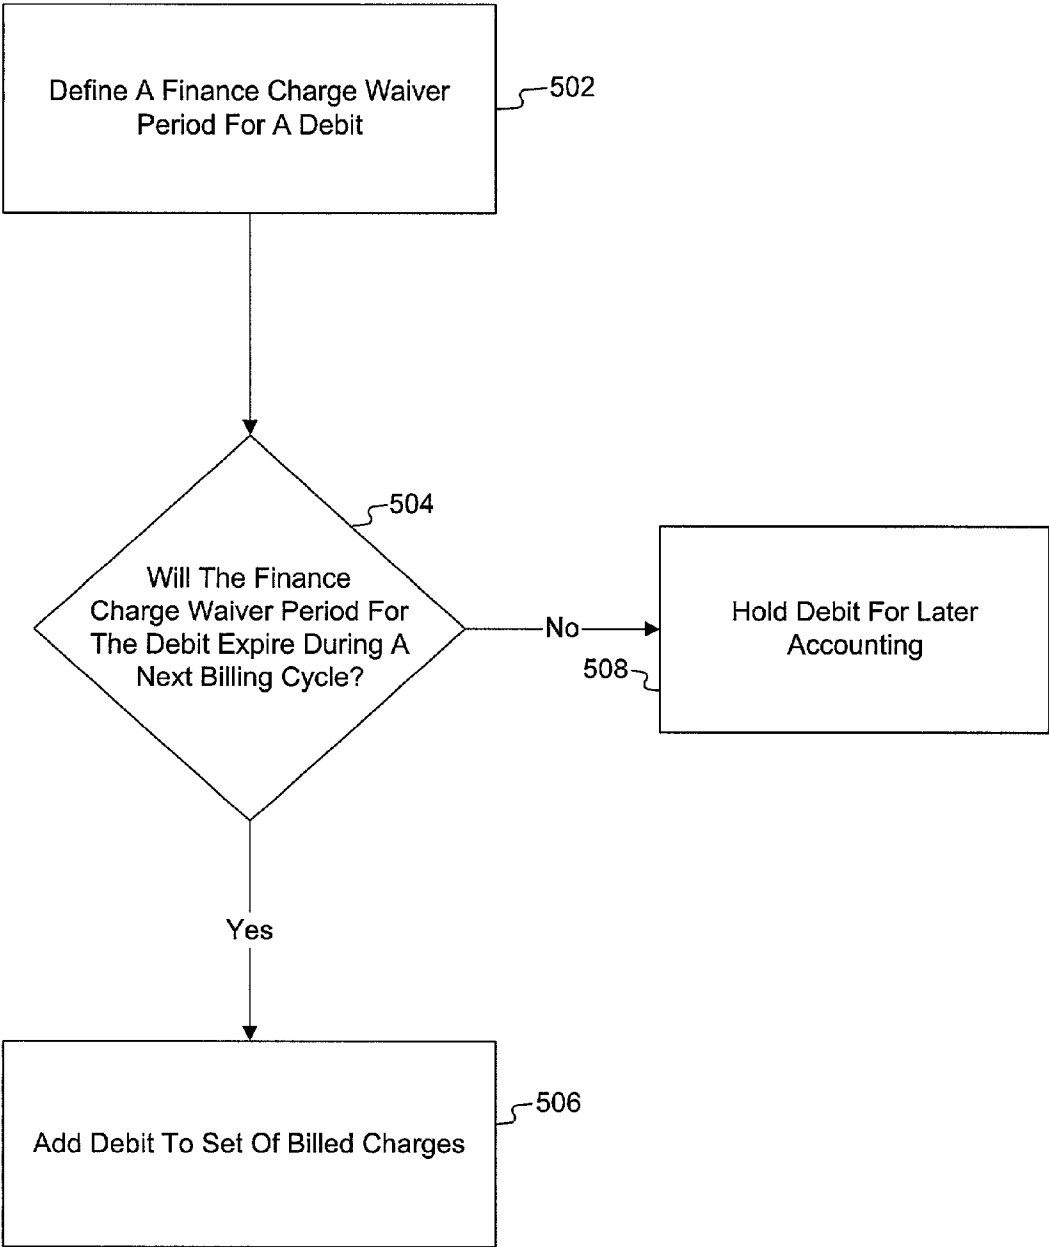 Define A Finance Charge Waiver
Period For A Debit
502
504
Will The Finance
Charge Waiver Period For
The Debit Expire During A
Next Billing Cycle?
No
Hold Debit For Later
Accounting
508
Yes
Add Debit To Set Of Billed Charges
506